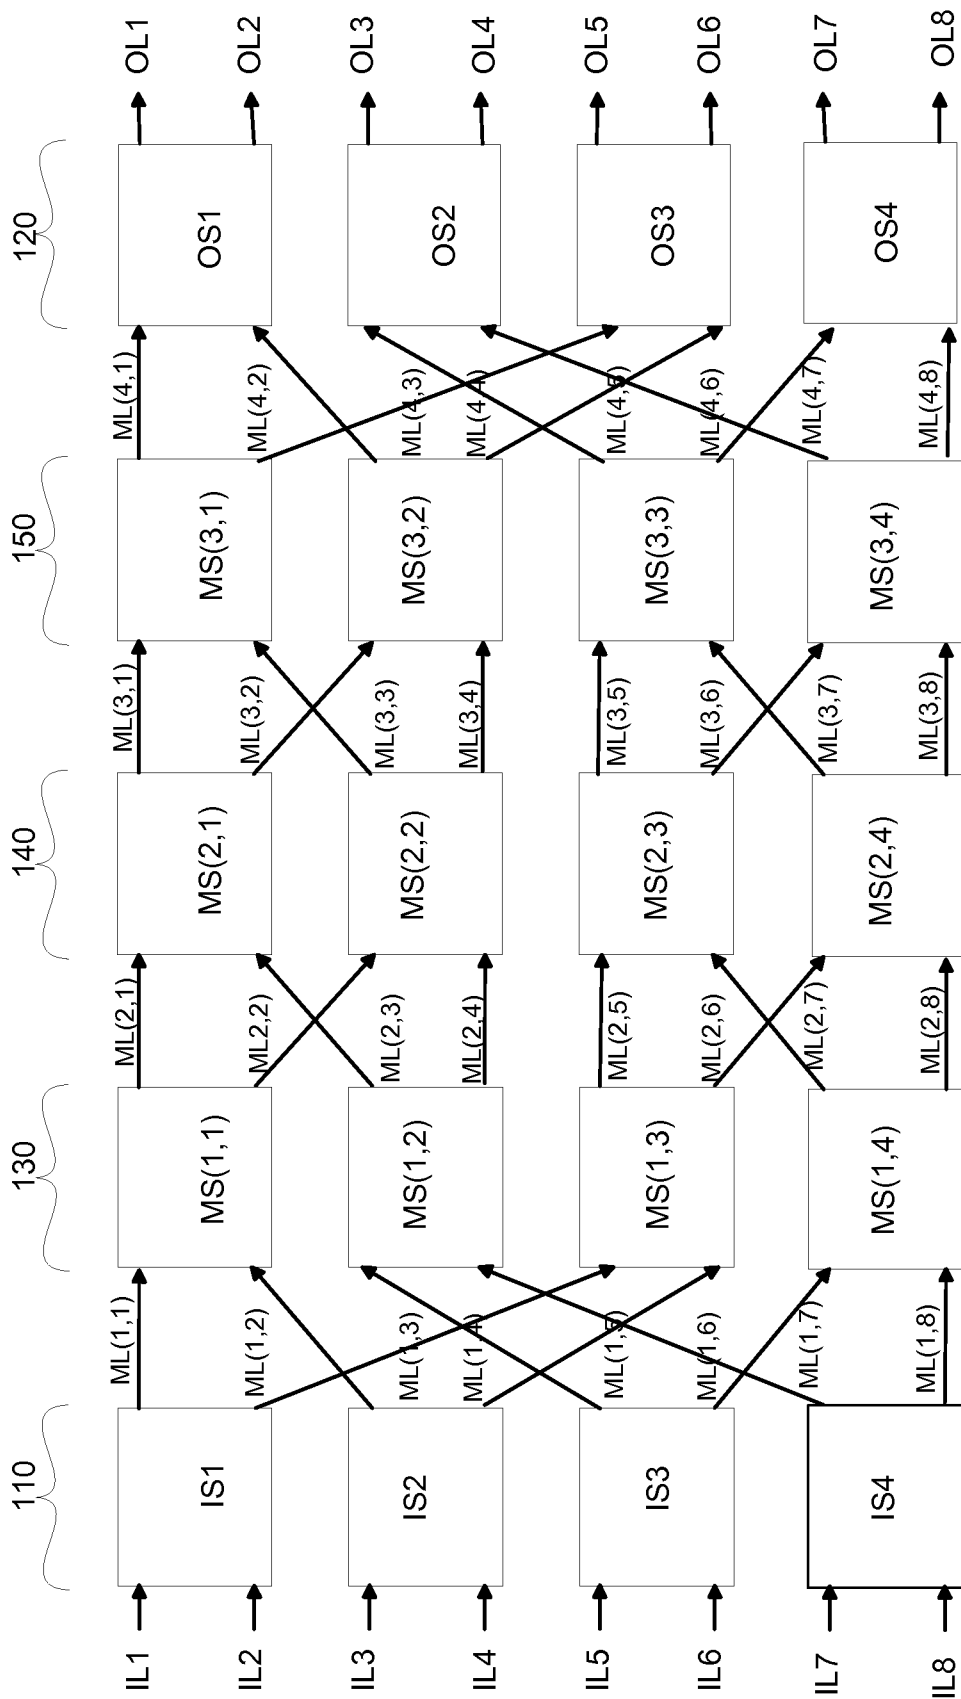 110
130
140
150
120
IL1
IS1
ML(1,1)
MS(1,1)
ML(2,1)
MS(2,1)
ML(3,1)
MS(3,1)
ML(4,1)
OS1
OL1
IL2
ML(1,2)
ML2,2)
ML(3,2)
ML(4,2)
OL2
IL3
IS2
ML(1,3)
MS(1,2)
ML(2,3)
MS(2,2)
ML(3,3)
MS(3,2)
ML(4,3)
OS2
OL3
IL4
ML(1,4)
ML(2,4)
ML(3,4)
ML(4,4)
OL4
IL5
IS3
ML(1,5)
MS(1,3)
ML(2,5)
MS(2,3)
ML(3,5)
MS(3,3)
ML(4,5)
OS3
OL5
IL6
ML(1,6)
ML(2,6)
ML(3,6)
ML(4,6)
OL6
IL7
IS4
ML(1,7)
MS(1,4)
ML(2,7)
MS(2,4)
ML(3,7)
MS(3,4)
ML(4,7)
OS4
OL7
IL8
ML(1,8)
ML(2,8)
ML(3,8)
ML(4,8)
OL8